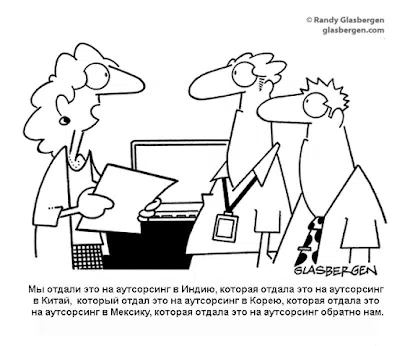 © Randy Glasbergen
glasbergen.com
GLASBERGEN
Мы отдали это на аутсорсинг в Индию, которая отдала это на аутсорсинг
в Китай, который отдал это на аутсорсинг в Корею, которая отдала это
на аутсорсинг в Мексику, которая отдала это на аутсорсинг обратно нам.